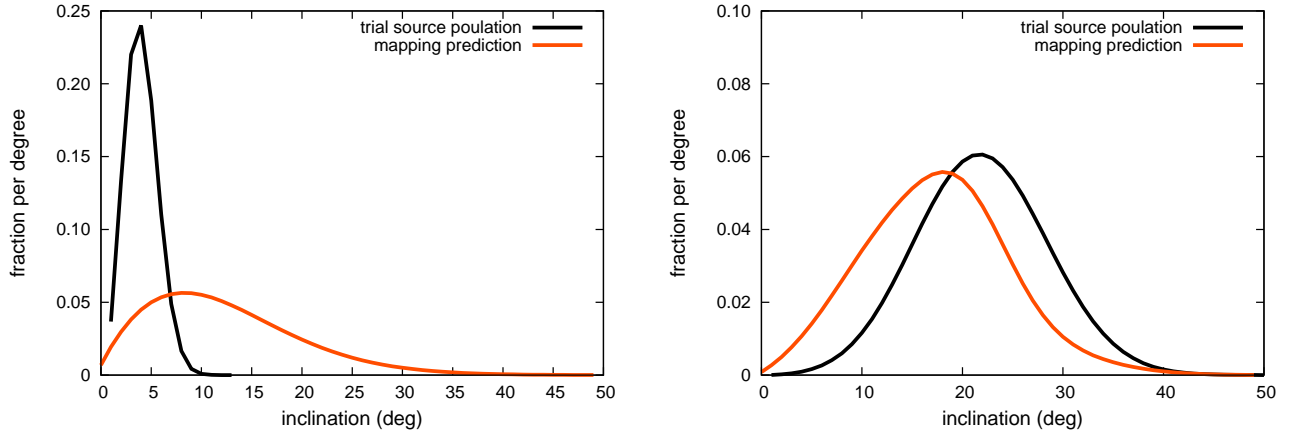 0.25
0.20
0.15
0.10
0.05
0
fraction per degree
trial source poulation
mapping prediction
0 5 10 15 20 25 30 35 40 45 50
inclination (deg)
0.10
0.08
0.06
0.04
0.02
0
fraction per degree
trial source poulation
mapping prediction
0 10 20 30 40 50
inclination (deg)